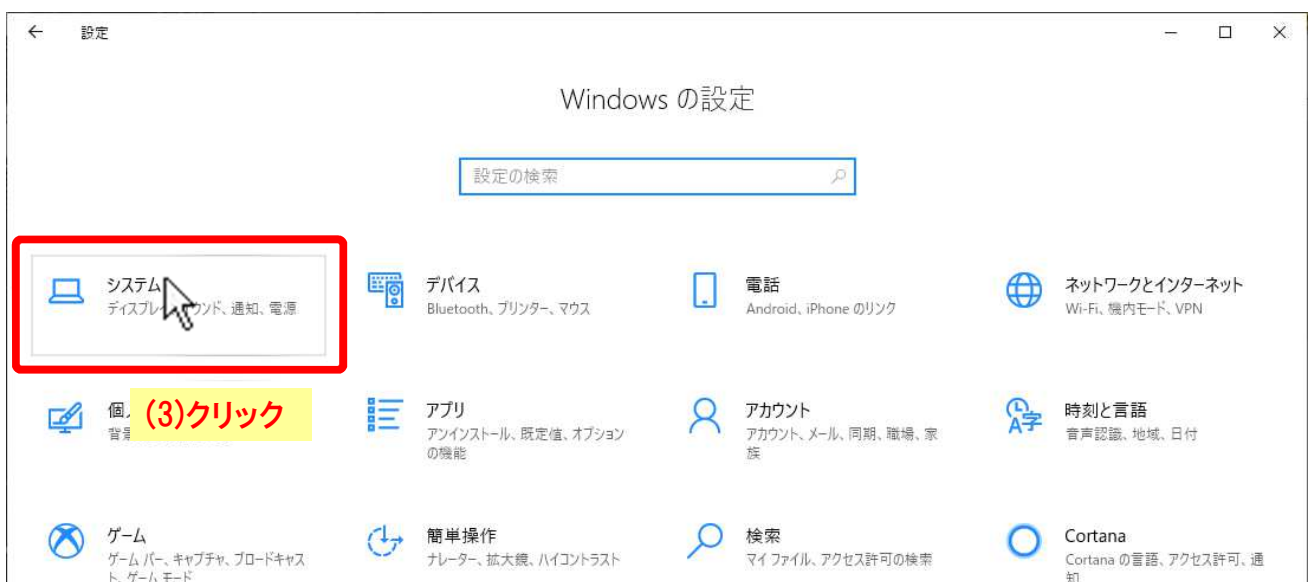 設定
Windows の設定
設定の検索
システム
ディスプレ ウンド、通知、電源
デバイス
Bluetooth、プリンター、マウス
電話
Android、iPhone のリンク
ネットワークとインターネット
Wi-Fi、機内モード、VPN
個
背景
(3)クリック
アプリ
アンインストール、既定値、オプション
の機能
アカウント
アカウント、メール、同期、職場、家
族
時刻と言語
音声認識、地域、日付
ゲーム
ゲーム バー、キャプチャ、ブロードキャス
ト、ゲーム モード
簡単操作
ナレーター、拡大鏡、ハイコントラスト
検索
マイ ファイル、アクセス許可の検索
Cortana
Cortana の言語、アクセス許可、通
知